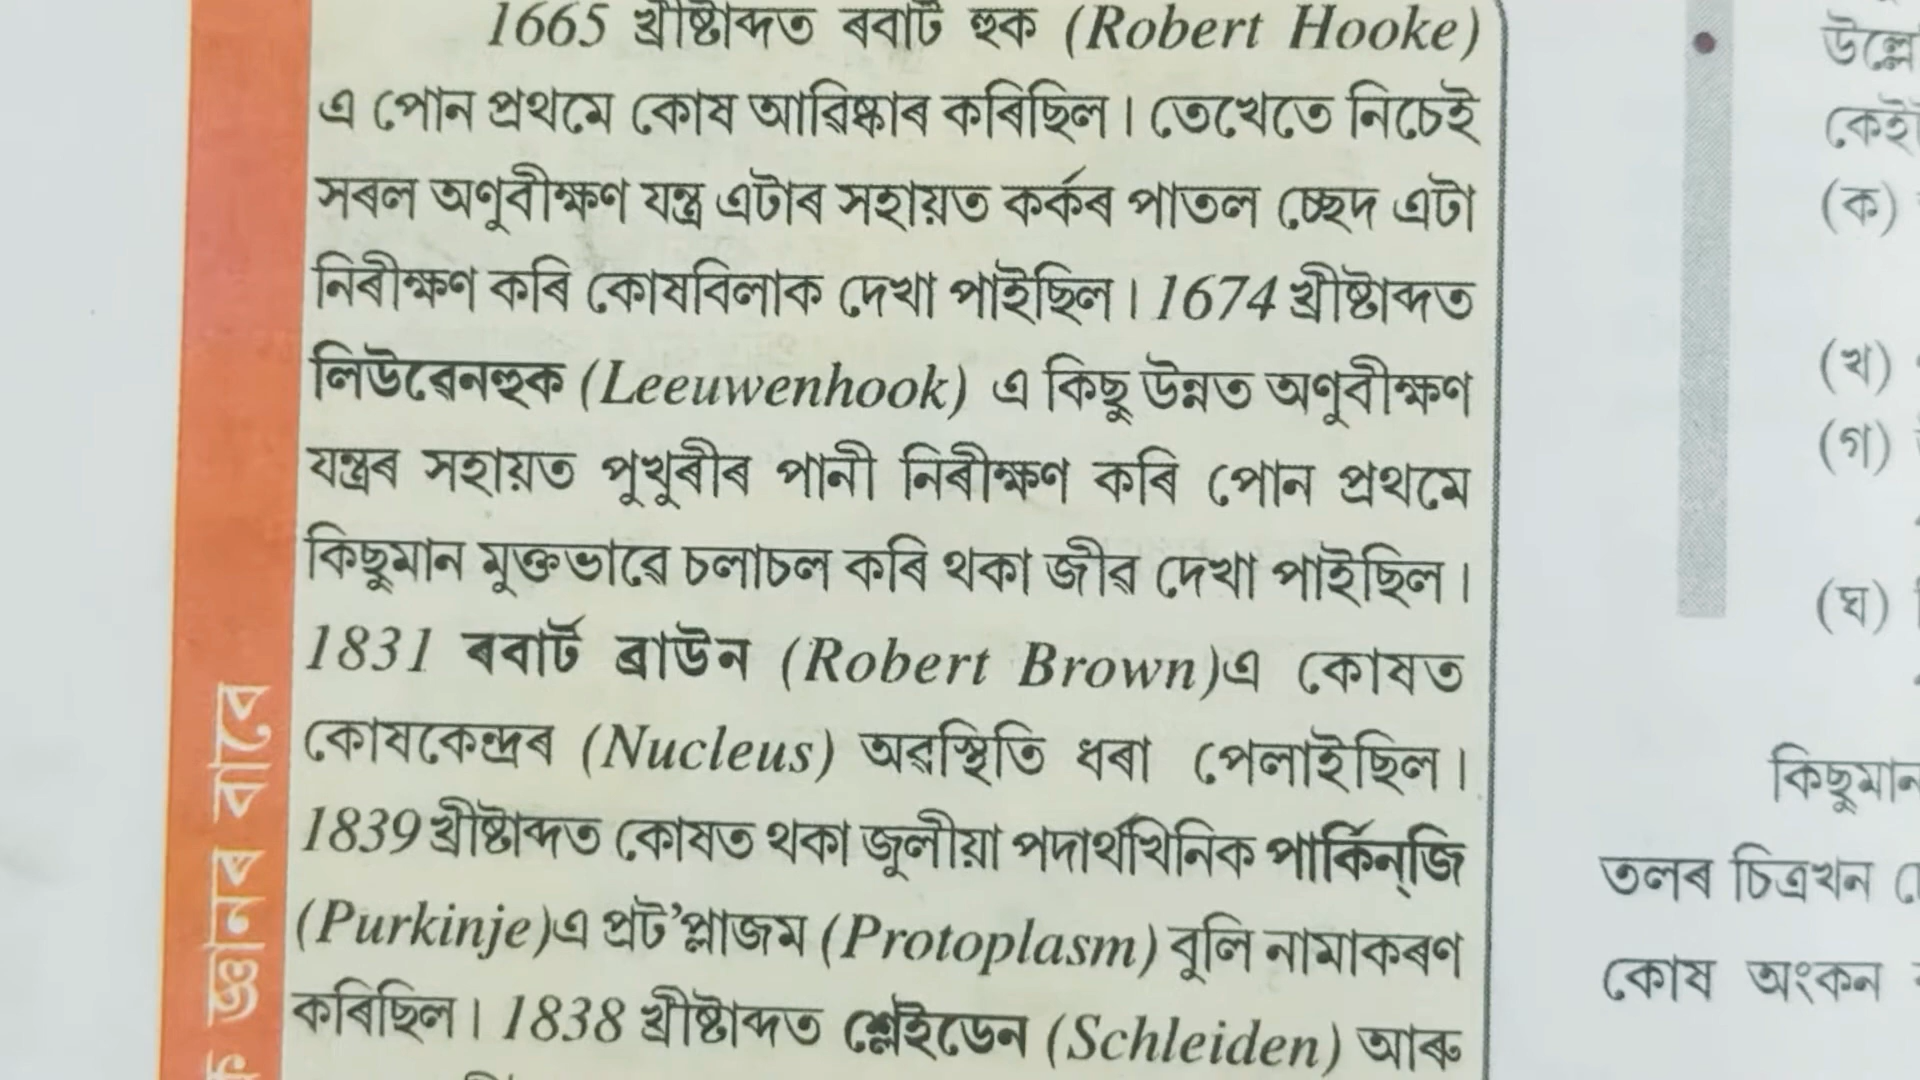 1665 খ্ৰীষ্টাব্দত ৰবাৰ্ট হুক (Robert Hooke)
এ পোন প্ৰথমে কোষ আৱিষ্কাৰ কৰিছিল। তেখেতে নিচেই
সৰল অণুবীক্ষণ যন্ত্ৰ এটাৰ সহায়ত কৰ্কৰ পাতল চ্ছেদ এটা
নিৰীক্ষণ কৰি কোষবিলাক দেখা পাইছিল। 1674 খ্ৰীষ্টাব্দত
লিউৱেনহুক (Leeuwenhook) এ কিছু উন্নত অণুবীক্ষণ
যন্ত্ৰৰ সহায়ত পুখুৰীৰ পানী নিৰীক্ষণ কৰি পোন প্ৰথমে
কিছুমান মুক্তভাৱে চলাচল কৰি থকা জীৱ দেখা পাইছিল।
1831 ৰবাৰ্ট ব্ৰাউন (Robert Brown)এ কোষত
কোষকেন্দ্ৰৰ (Nucleus) অৱস্থিতি ধৰা পেলাইছিল।
1839 খ্ৰীষ্টাব্দত কোষত থকা জুলীয়া পদাৰ্থখিনিক পাৰ্কিন্‌জি
(Purkinje)এ প্ৰট’প্লাজম (Protoplasm) বুলি নামাকৰণ
কৰিছিল। 1838 খ্ৰীষ্টাব্দত শ্লেইডেন (Schleiden) আৰু
জ্ঞানৰ বাবে
উল্লে
কেই
(ক)
(খ)
(গ)
(ঘ)
কিছুমান
তলৰ চিত্ৰখন
কোষ অংকন